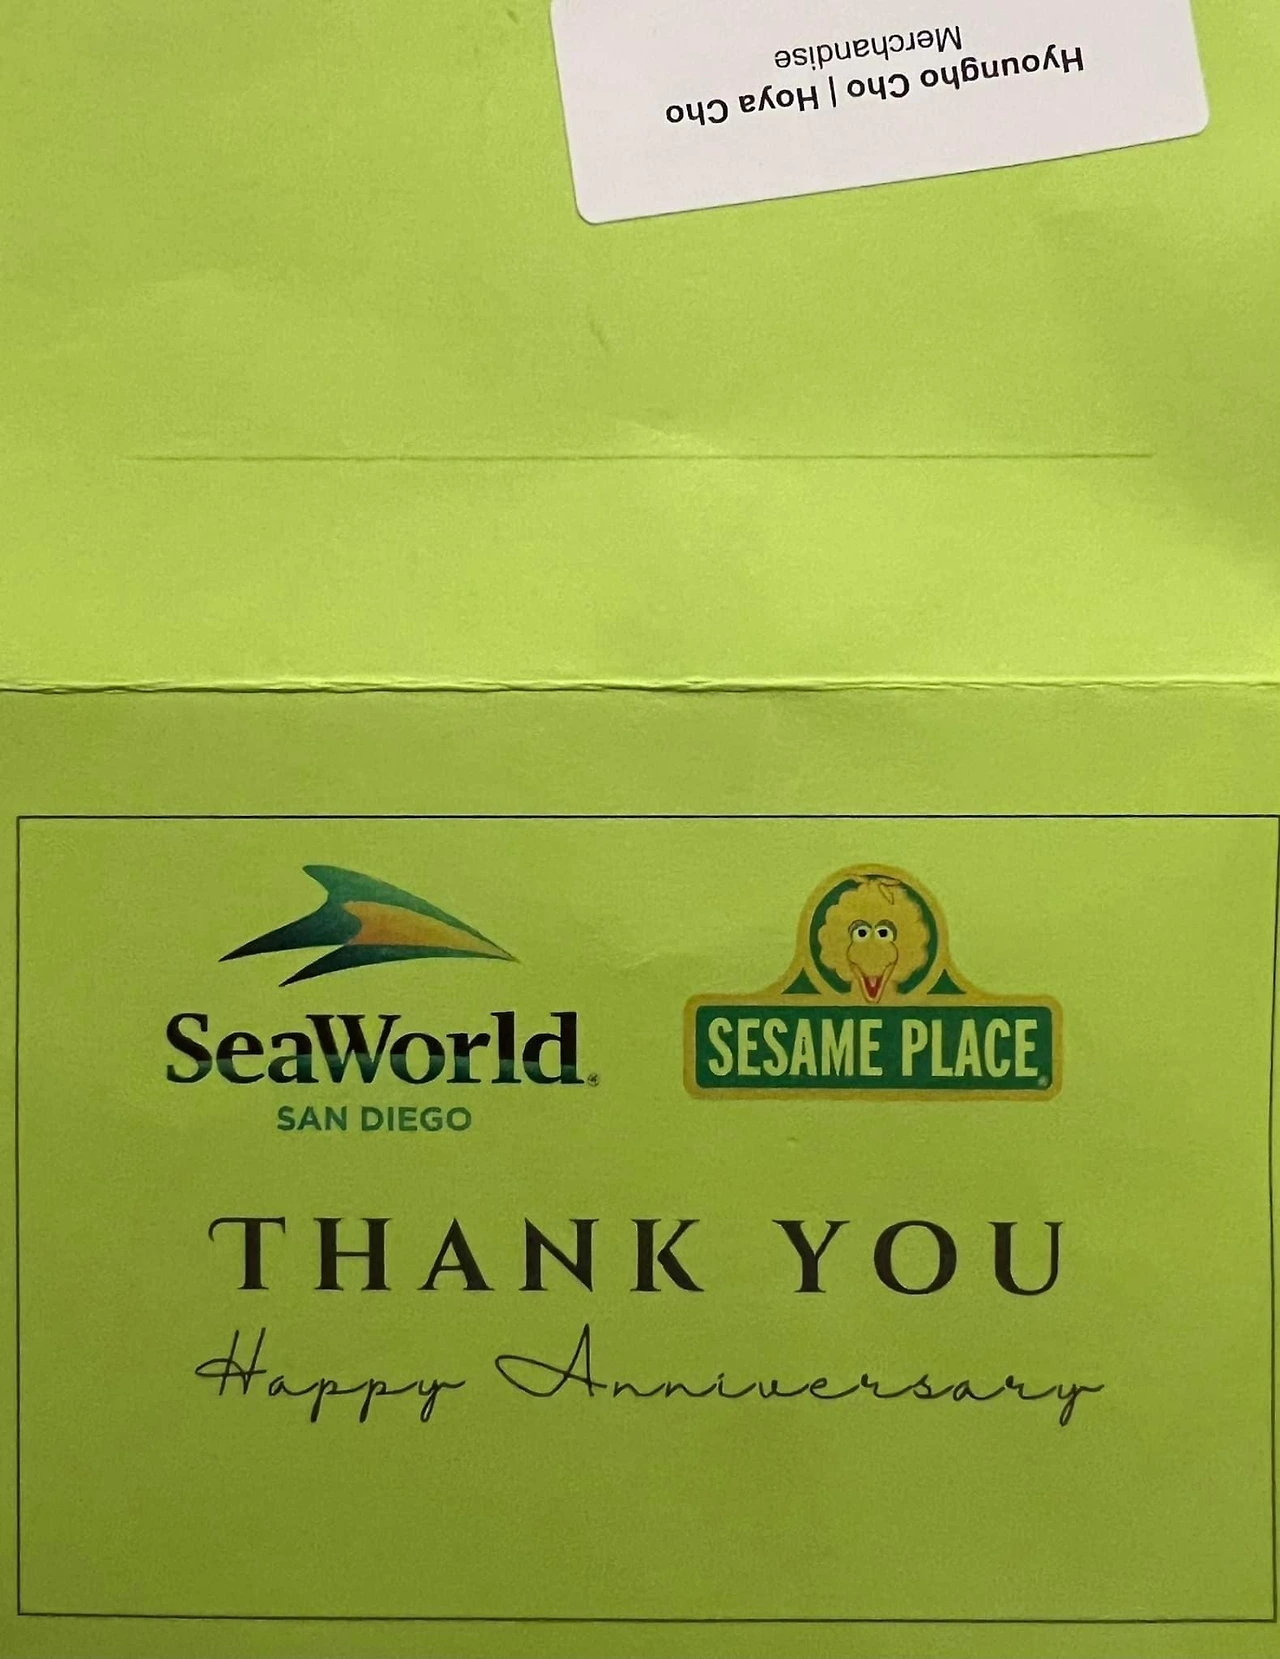 Hyoungho Cho | Hoya Cho
Merchandise
SeaWorld®
SAN DIEGO
SESAME PLACE®
THANK YOU
Happy Anniversary